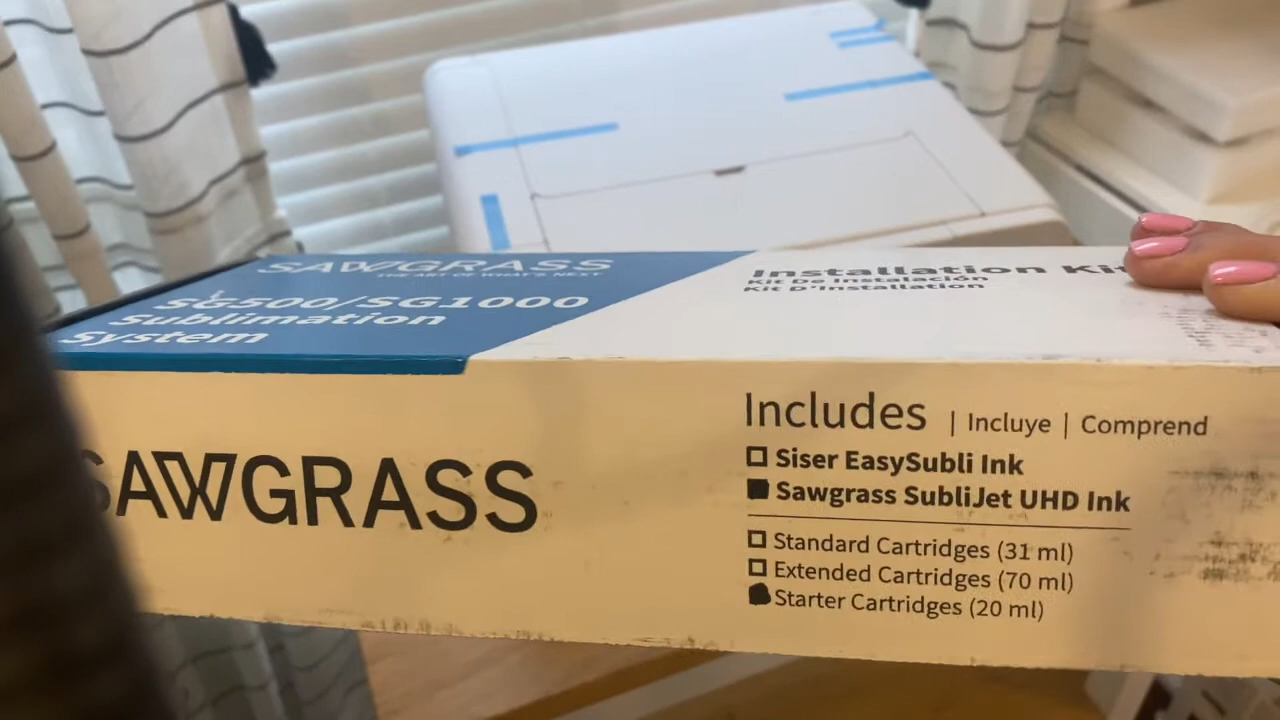 SAWGRASS
SG500/SG1000
Sublimation
System
Installation Kit
Kit De Instalación
Kit D'Installation
SAWGRASS
Includes | Incluye | Comprend
Siser EasySubli Ink
Sawgrass SubliJet UHD Ink
Standard Cartridges (31 ml)
Extended Cartridges (70 ml)
Starter Cartridges (20 ml)